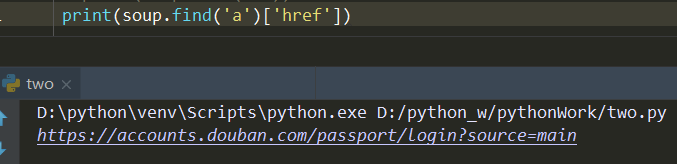 print(soup.find('a')['href'])
two
D:\python\venv\Scripts\python.exe D:/python_w/pythonWork/two.py
https://accounts.douban.com/passport/login?source=main